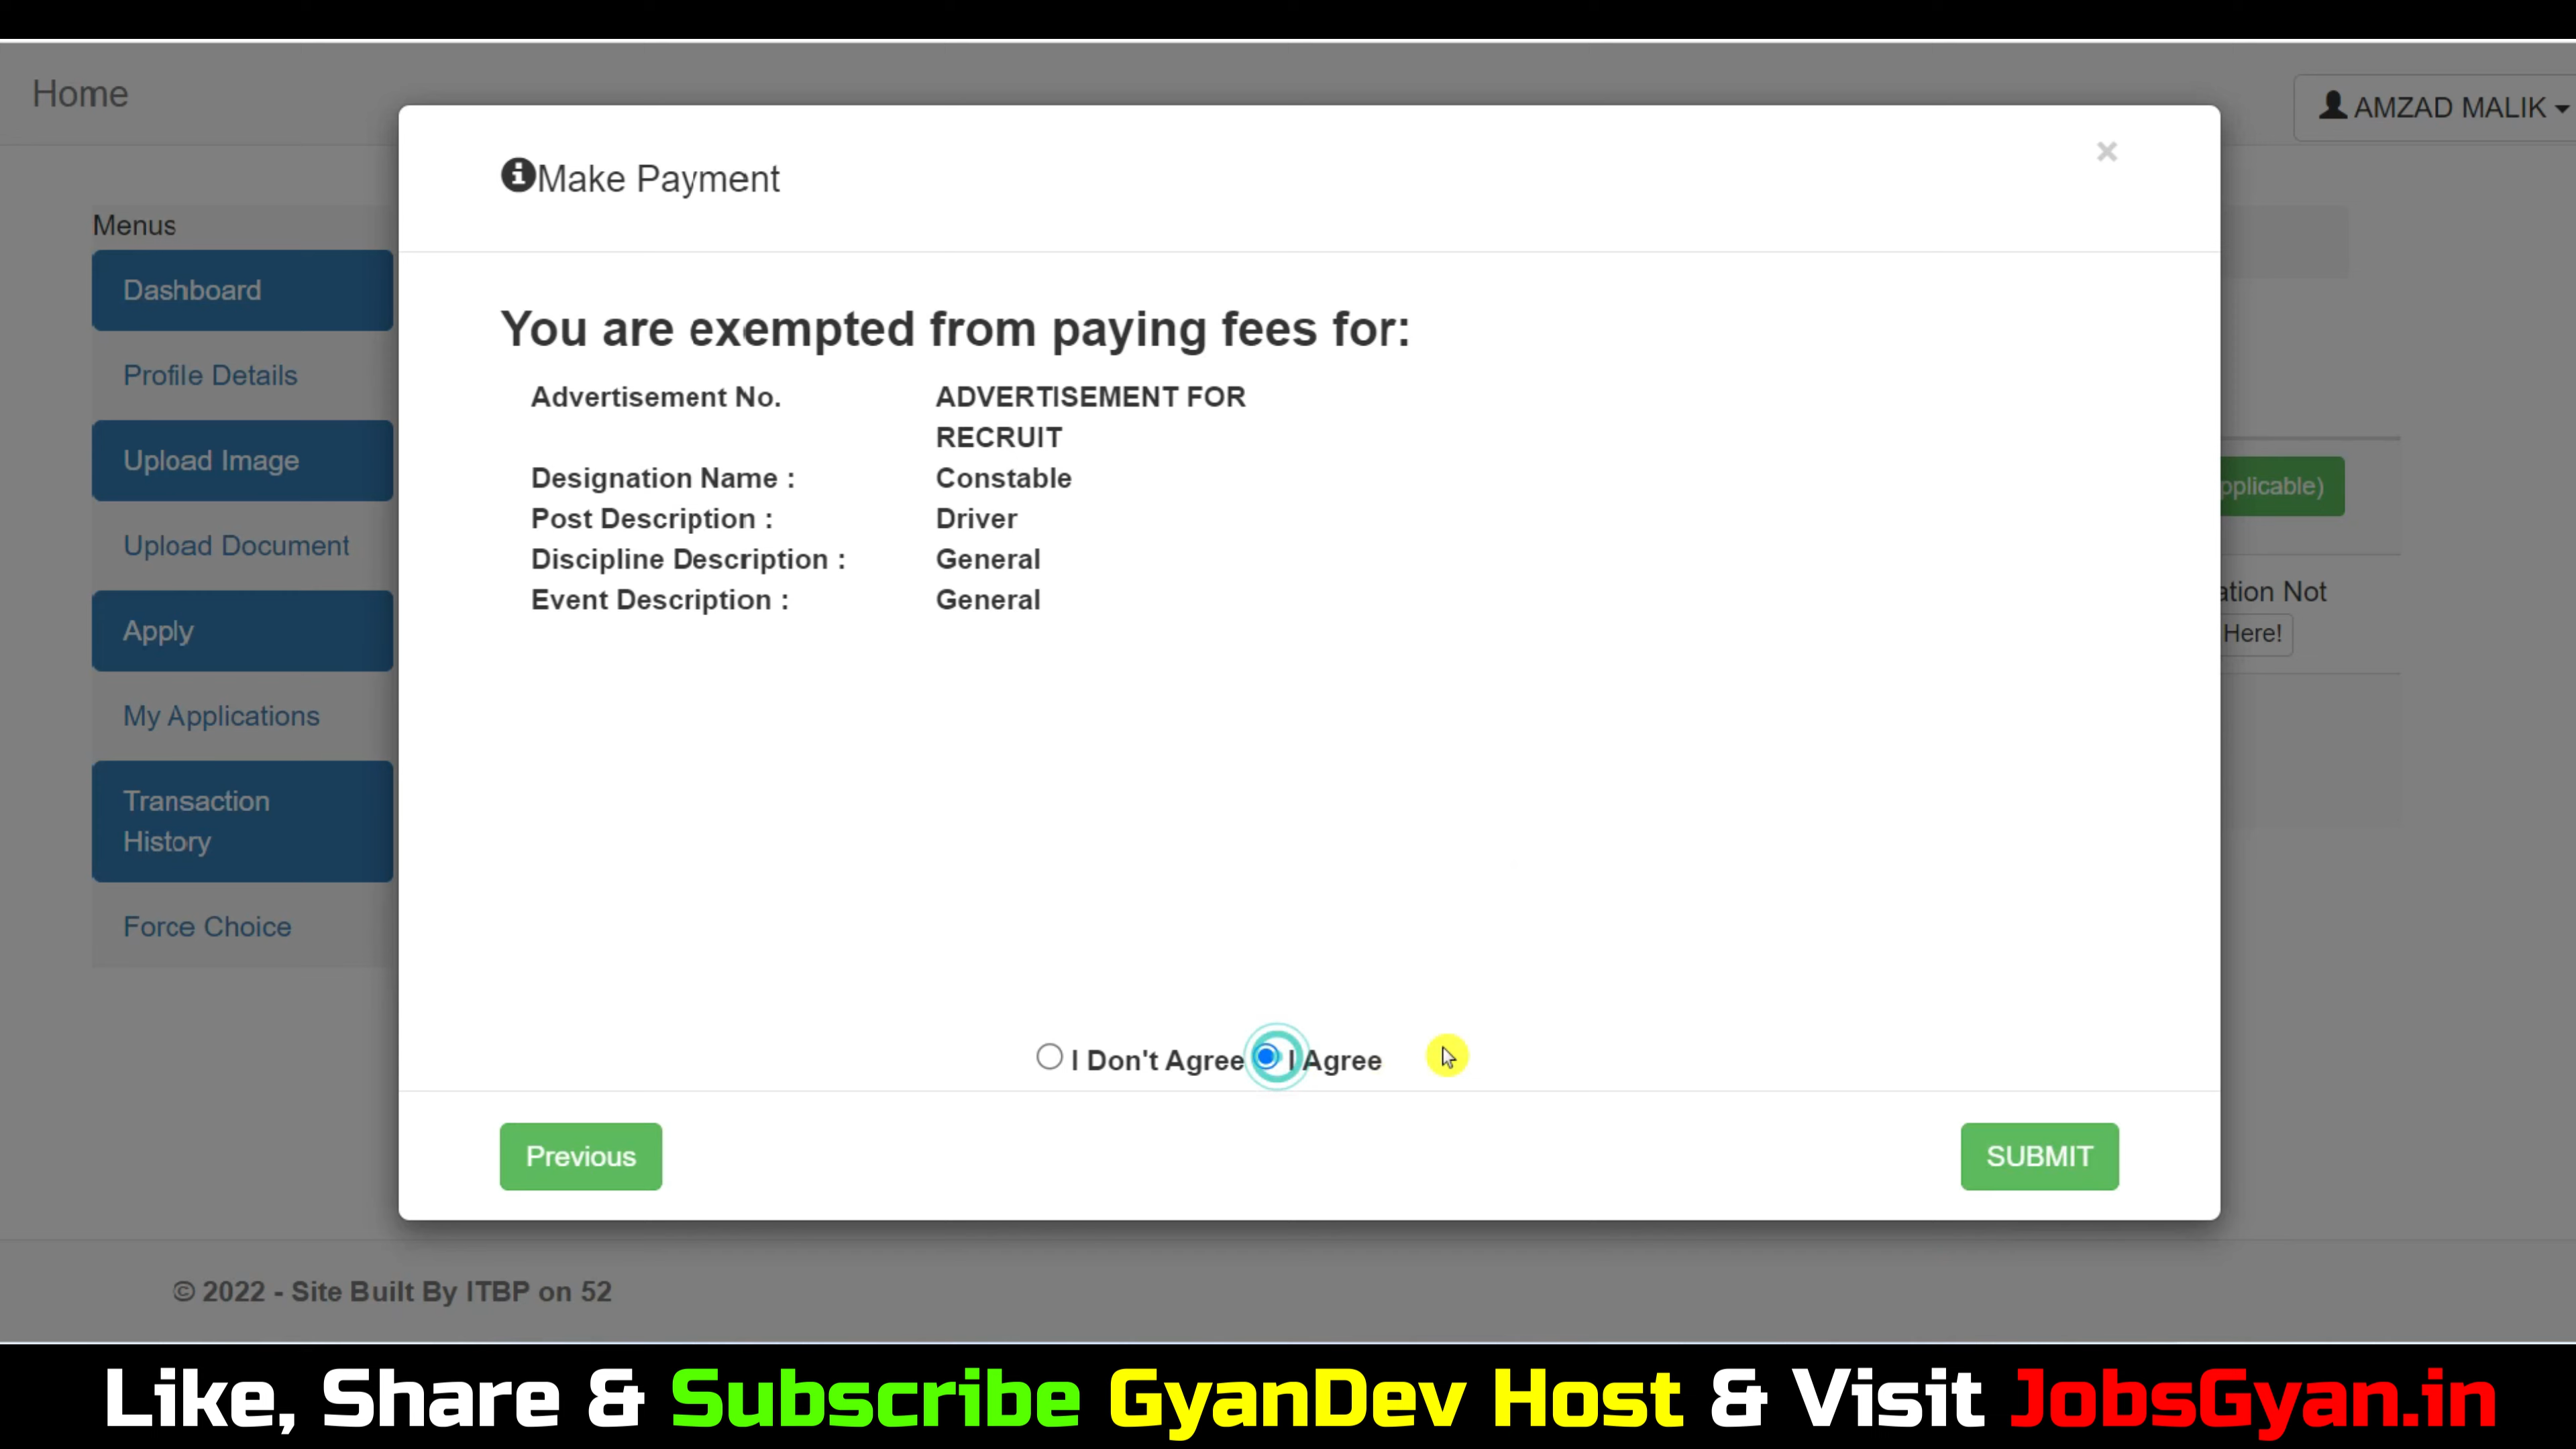 Home
AMZAD MALIK
Make Payment
×
Menus
Dashboard
Profile Details
Upload Image
Upload Document
Apply
My Applications
Transaction
History
Force Choice
You are exempted from paying fees for:
Advertisement No. ADVERTISEMENT FOR
RECRUIT
Designation Name : Constable
Post Description : Driver
Discipline Description : General
Event Description : General
pplicable)
ation Not
Here!
I Don't Agree I Agree
Previous SUBMIT
© 2022 - Site Built By ITBP on 52
Like, Share & Subscribe GyanDev Host & Visit JobsGyan.in